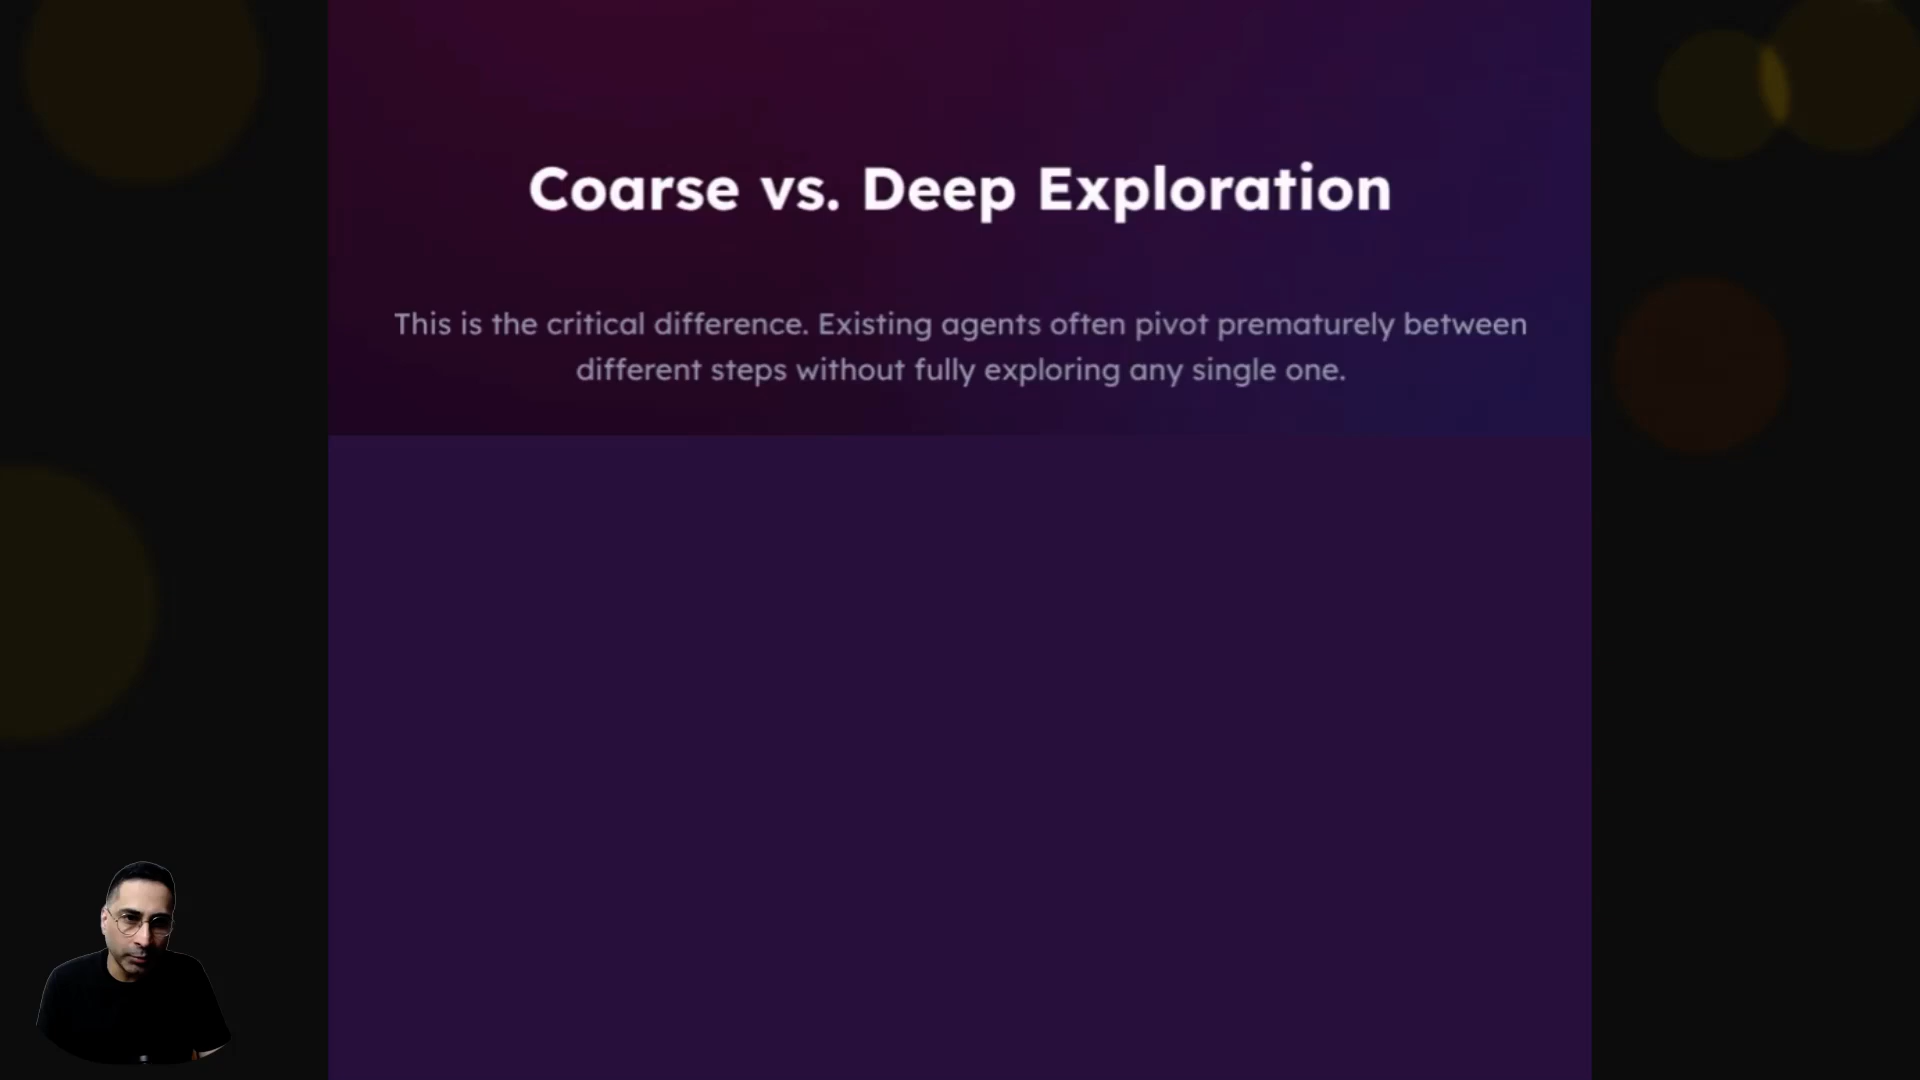 Coarse vs. Deep Exploration
This is the critical difference. Existing agents often pivot prematurely between
different steps without fully exploring any single one.